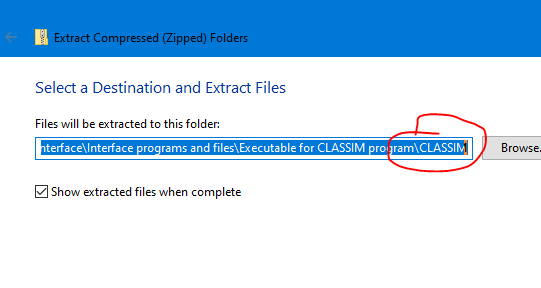 Extract Compressed (Zipped) Folders
Select a Destination and Extract Files
Files will be extracted to this folder:
nterface\Interface programs and files\Executable for CLASSIM program\CLASSIM
Browse..
Show extracted files when complete